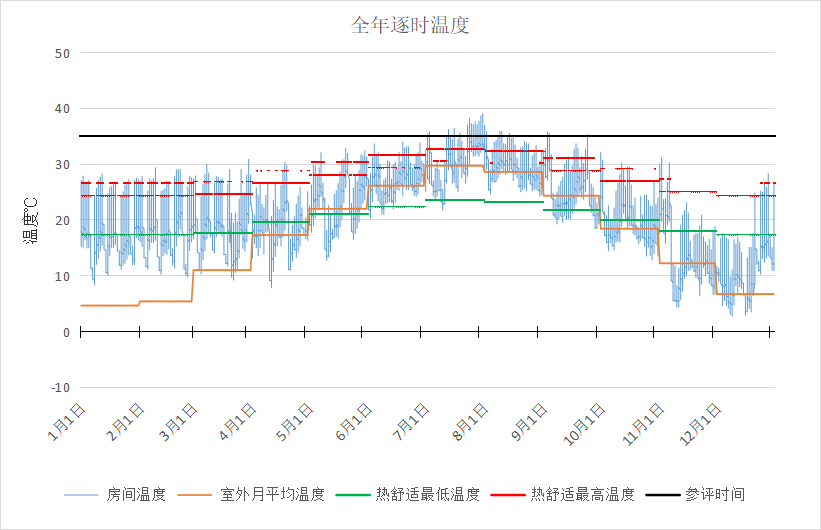 全年逐时温度
50
40
30
20
10
0
-10
温度℃
1月1日
2月1日
3月1日
4月1日
5月1日
6月1日
7月1日
8月1日
9月1日
10月1日
11月1日
12月1日
房间温度 室外月平均温度 热舒适最低温度 热舒适最高温度 参评时间